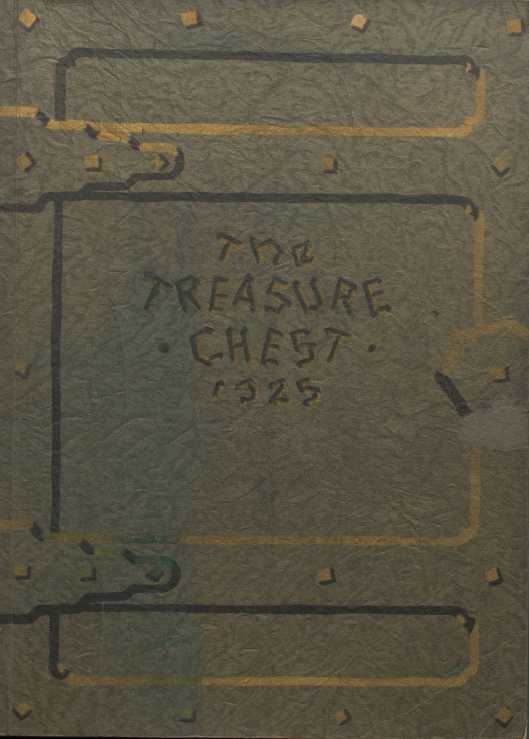 The
TREASURE
· CHEST ·
1925